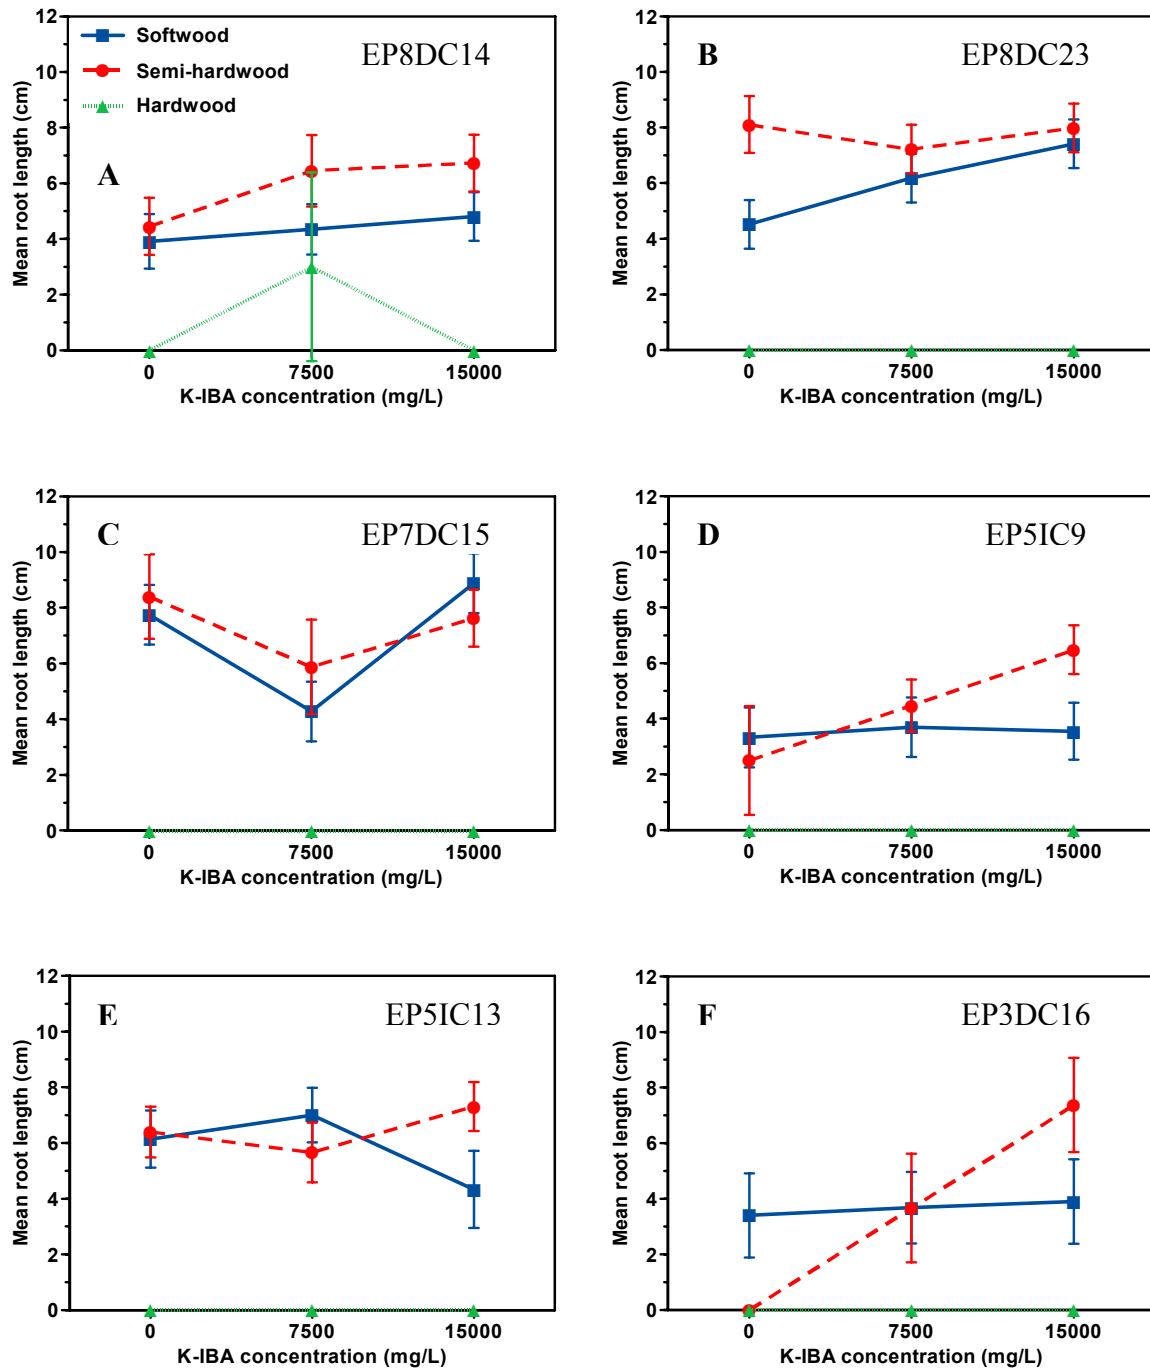 Softwood
Semi-hardwood
Hardwood
A
EP8DC14
Mean root length (cm)
12
10
8
6
4
2
0
0 7500 15000
K-IBA concentration (mg/L)
B
EP8DC23
Mean root length (cm)
12
10
8
6
4
2
0
0 7500 15000
K-IBA concentration (mg/L)
C
EP7DC15
Mean root length (cm)
12
10
8
6
4
2
0
0 7500 15000
K-IBA concentration (mg/L)
D
EP5IC9
Mean root length (cm)
12
10
8
6
4
2
0
0 7500 15000
K-IBA concentration (mg/L)
E
EP5IC13
Mean root length (cm)
12
10
8
6
4
2
0
0 7500 15000
K-IBA concentration (mg/L)
F
EP3DC16
Mean root length (cm)
12
10
8
6
4
2
0
0 7500 15000
K-IBA concentration (mg/L)